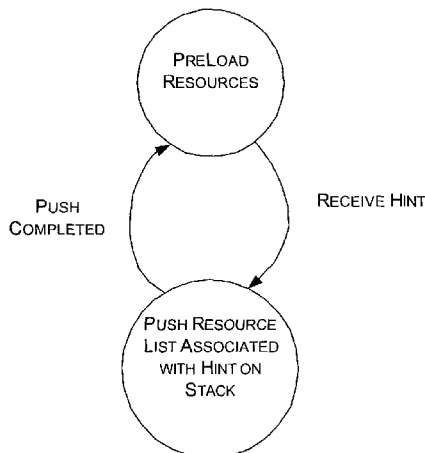 PRELOAD
RESOURCES
PUSH
COMPLETED
RECEIVE HINT
PUSH RESOURCE
LIST ASSOCIATED
WITH HINT ON
STACK